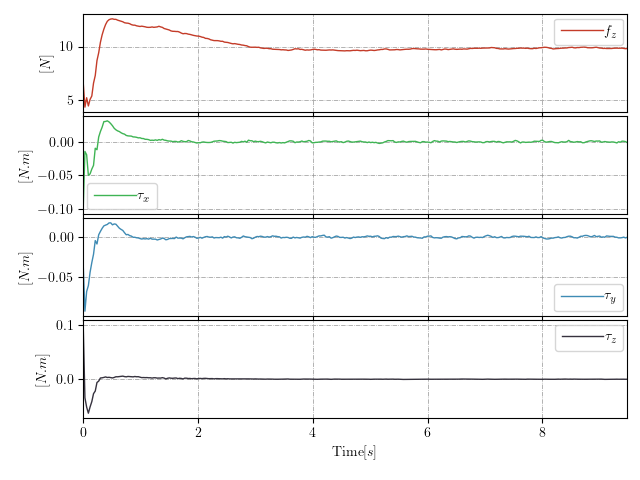 10
5
[N]
f_z
0.00
−0.05
−0.10
[N.m]
τ_x
0.00
−0.05
[N.m]
τ_y
0.1
0.0
[N.m]
τ_z
0 2 4 6 8
Time[s]